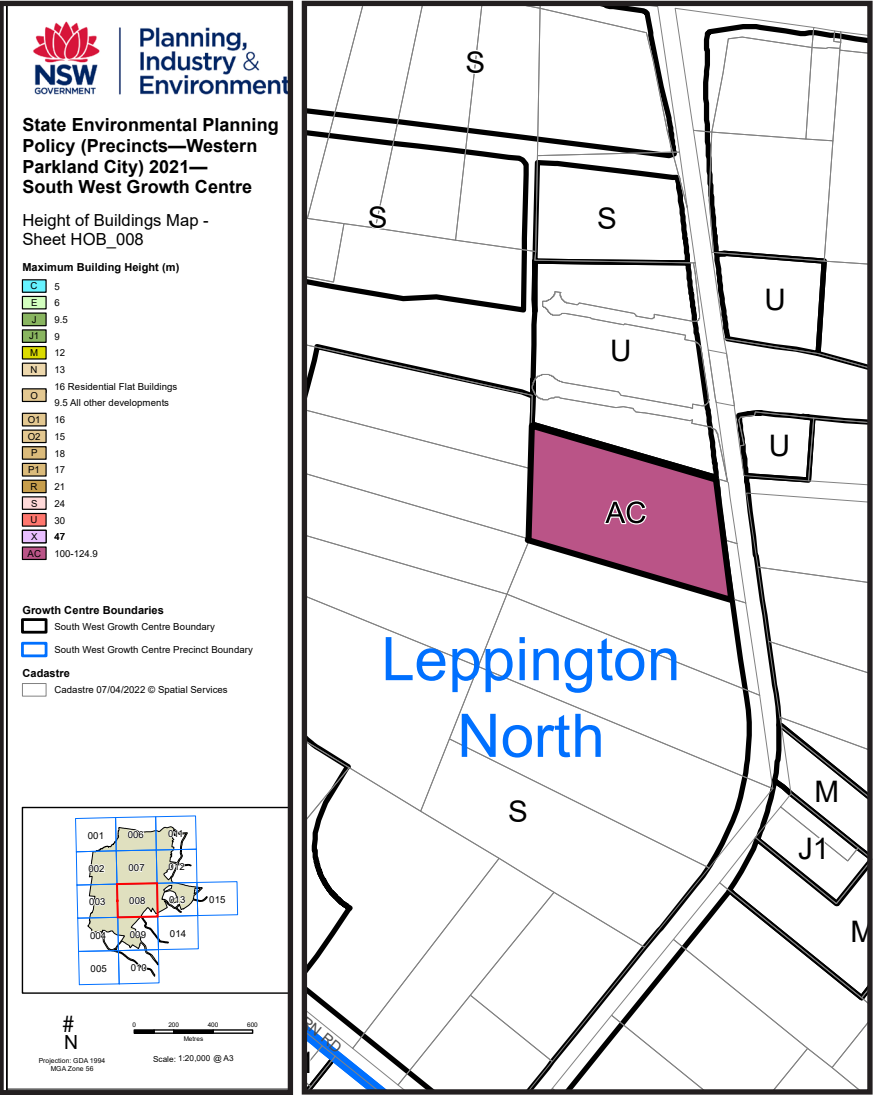 NSW
GOVERNMENT
Planning,
Industry &
Environment
State Environmental Planning
Policy (Precincts—Western
Parkland City) 2021—
South West Growth Centre
Height of Buildings Map -
Sheet HOB_008
Maximum Building Height (m)
C 5
E 6
J 9.5
J1 9
M 12
N 13
O 16 Residential Flat Buildings
9.5 All other developments
O1 16
O2 15
P 18
P1 17
R 21
S 24
U 30
X 47
AC 100-124.9
Growth Centre Boundaries
South West Growth Centre Boundary
South West Growth Centre Precinct Boundary
Cadastre
Cadastre 07/04/2022 © Spatial Services
001 006 011
002 007 012
003 008 013 015
004 009 014
005 010
#
N
Projection: GDA 1994
MGA Zone 56
0 200 400 600
Metres
Scale: 1:20,000 @ A3
S
S
S
U
U
U
AC
Leppington
North
S
M
J1
M
RD